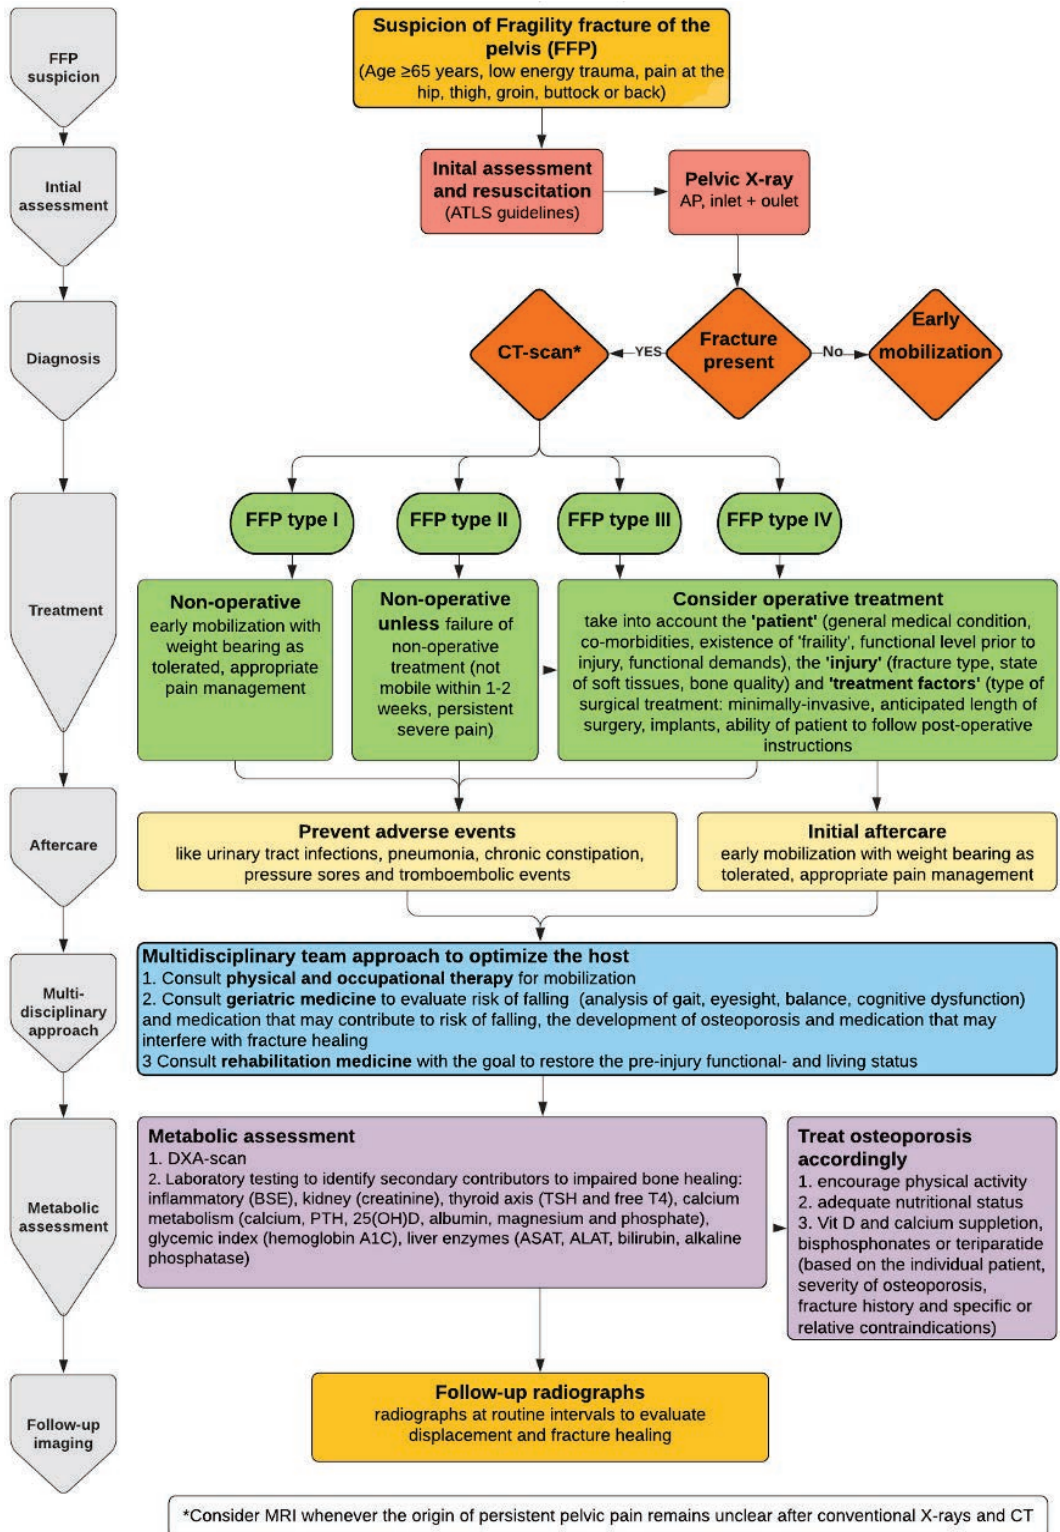 FFP
suspicion
Suspicion of Fragility fracture of the
pelvis (FFP)
(Age ≥65 years, low energy trauma, pain at the
hip, thigh, groin, buttock or back)
Intial
assessment
Inital assessment
and resuscitation
(ATLS guidelines)
Pelvic X-ray
AP, inlet + oulet
Diagnosis
CT-scan*
YES
Fracture
present
No
Early
mobilization
Treatment
FFP type I
FFP type II
FFP type III
FFP type IV
Non-operative
early mobilization with
weight bearing as
tolerated, appropriate
pain management
Non-operative
unless failure of
non-operative
treatment (not
mobile within 1-2
weeks, persistent
severe pain)
Consider operative treatment
take into account the 'patient' (general medical condition,
co-morbidities, existence of 'fraility', functional level prior to
injury, functional demands), the 'injury' (fracture type, state
of soft tissues, bone quality) and 'treatment factors' (type of
surgical treatment: minimally-invasive, anticipated length of
surgery, implants, ability of patient to follow post-operative
instructions
Aftercare
Prevent adverse events
like urinary tract infections, pneumonia, chronic constipation,
pressure sores and tromboembolic events
Initial aftercare
early mobilization with weight bearing as
tolerated, appropriate pain management
Multi-
disciplinary
approach
Multidisciplinary team approach to optimize the host
1. Consult physical and occupational therapy for mobilization
2. Consult geriatric medicine to evaluate risk of falling (analysis of gait, eyesight, balance, cognitive dysfunction)
and medication that may contribute to risk of falling, the development of osteoporosis and medication that may
interfere with fracture healing
3 Consult rehabilitation medicine with the goal to restore the pre-injury functional- and living status
Metabolic
assessment
Metabolic assessment
1. DXA-scan
2. Laboratory testing to identify secondary contributors to impaired bone healing:
inflammatory (BSE), kidney (creatinine), thyroid axis (TSH and free T4), calcium
metabolism (calcium, PTH, 25(OH)D, albumin, magnesium and phosphate),
glycemic index (hemoglobin A1C), liver enzymes (ASAT, ALAT, bilirubin, alkaline
phosphatase)
Treat osteoporosis
accordingly
1. encourage physical activity
2. adequate nutritional status
3. Vit D and calcium suppletion,
bisphosphonates or teriparatide
(based on the individual patient,
severity of osteoporosis,
fracture history and specific or
relative contraindications)
Follow-up
imaging
Follow-up radiographs
radiographs at routine intervals to evaluate
displacement and fracture healing
*Consider MRI whenever the origin of persistent pelvic pain remains unclear after conventional X-rays and CT